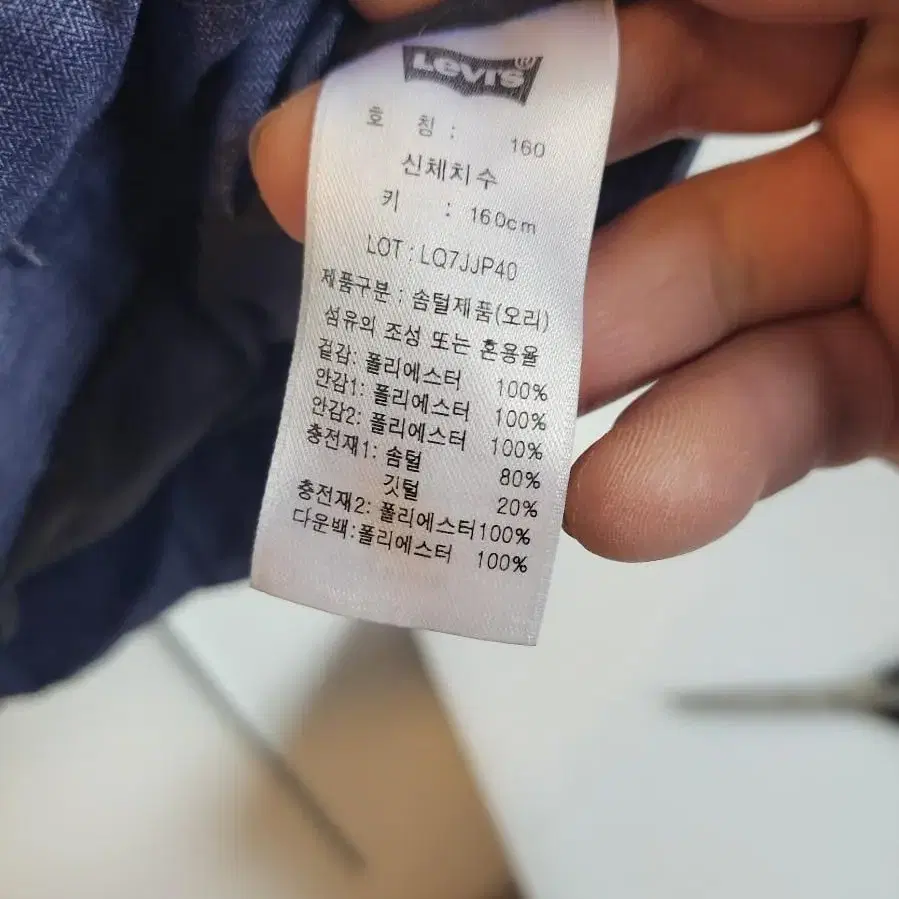 Levi's®
호 칭 : 160
신체치수
키 : 160cm
LOT : LQ7JJP40
제품구분 : 솜털제품(오리)
섬유의 조성 또는 혼용율
겉감: 폴리에스터 100%
안감1: 폴리에스터 100%
안감2: 폴리에스터 100%
충전재1: 솜털 80%
깃털 20%
충전재2: 폴리에스터100%
다운백:폴리에스터 100%